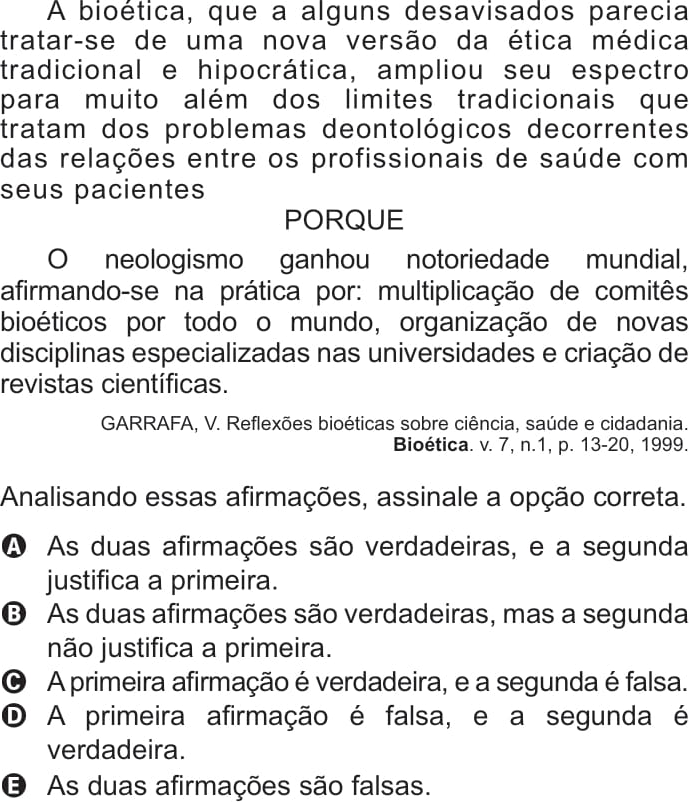 A bioética, que a alguns desavisados parecia
tratar-se de uma nova versão da ética médica
tradicional e hipocrática, ampliou seu espectro
para muito além dos limites tradicionais que
tratam dos problemas deontológicos decorrentes
das relações entre os profissionais de saúde com
seus pacientes
PORQUE
O neologismo ganhou notoriedade mundial,
afirmando-se na prática por: multiplicação de comitês
bioéticos por todo o mundo, organização de novas
disciplinas especializadas nas universidades e criação de
revistas científicas.
GARRAFA, V. Reflexões bioéticas sobre ciência, saúde e cidadania.
Bioética. v. 7, n.1, p. 13-20, 1999.
Analisando essas afirmações, assinale a opção correta.
A As duas afirmações são verdadeiras, e a segunda
justifica a primeira.
B As duas afirmações são verdadeiras, mas a segunda
não justifica a primeira.
C A primeira afirmação é verdadeira, e a segunda é falsa.
D A primeira afirmação é falsa, e a segunda é
verdadeira.
E As duas afirmações são falsas.